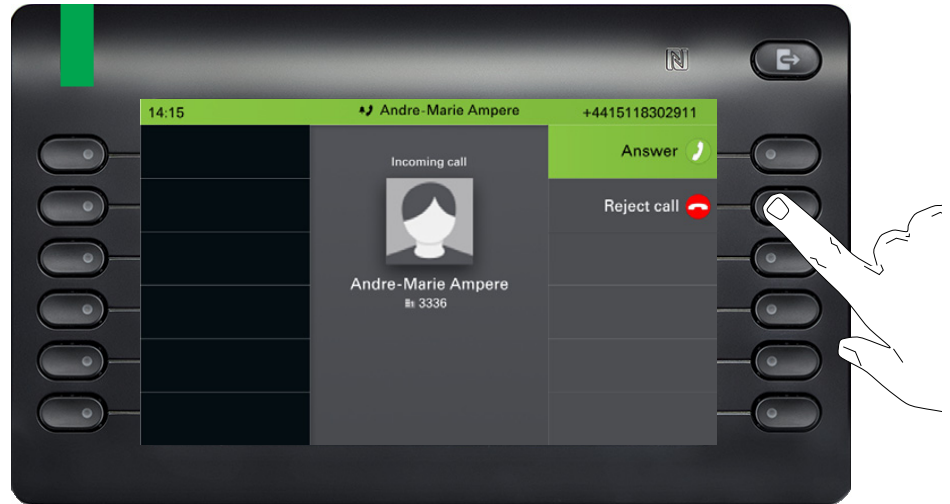 14:15 Andre-Marie Ampere +4415118302911
Answer
Incoming call
Reject call
Andre-Marie Ampere
3336